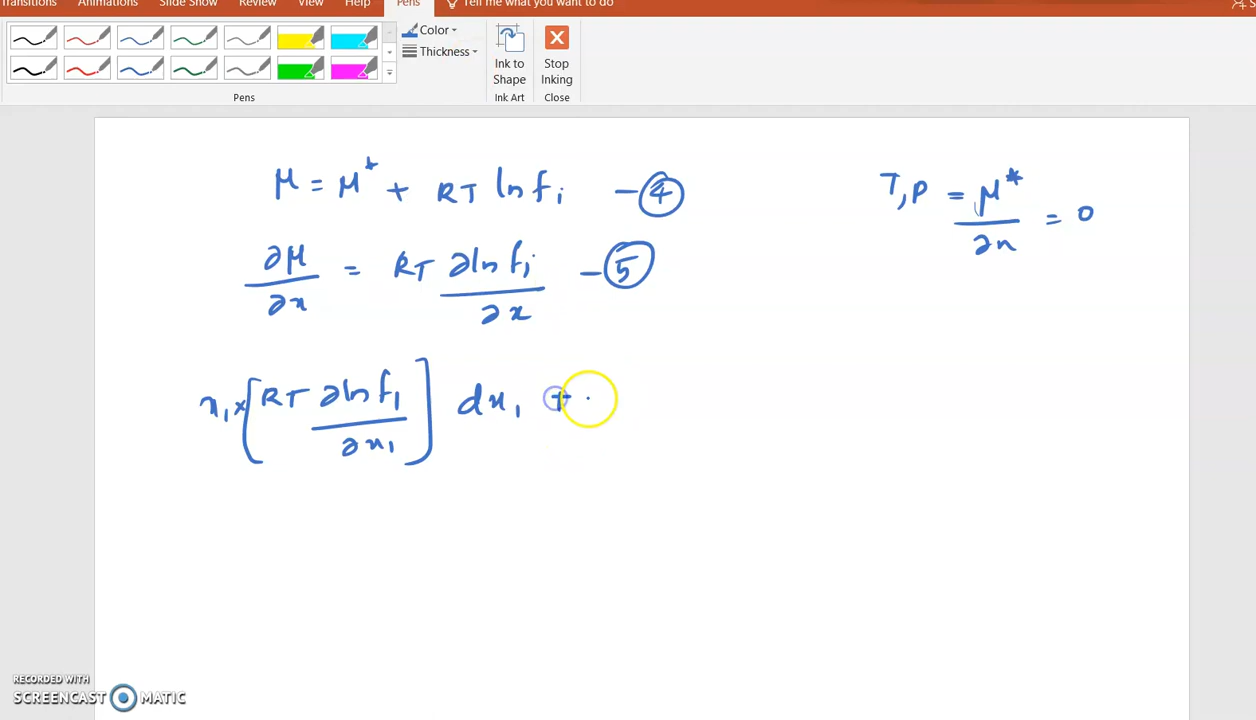 Transitions Animations Slide Show Review View Help Pens Tell me what you want to do
Color
Thickness
Ink to Shape
Stop Inking
Pens Ink Art Close
μ = μ* + RT ln fi - ④
∂μ/∂x = RT ∂ln fi/∂x - ⑤
T,P = μ*/∂x = 0
x₁ × [RT ∂ln f₁/∂x₁] dx₁ +
RECORDED WITH
SCREENCAST MATIC